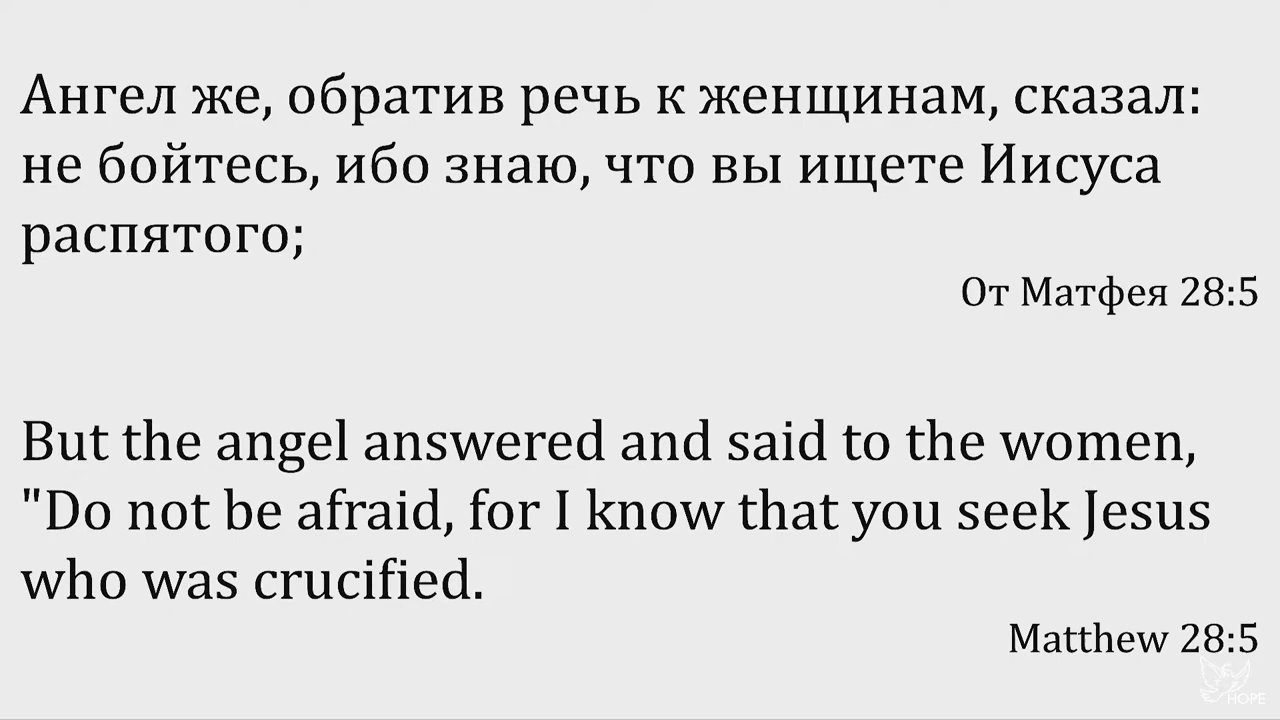 Ангел же, обратив речь к женщинам, сказал:
не бойтесь, ибо знаю, что вы ищете Иисуса
распятого;
От Матфея 28:5
But the angel answered and said to the women,
"Do not be afraid, for I know that you seek Jesus
who was crucified.
Matthew 28:5
HOPE